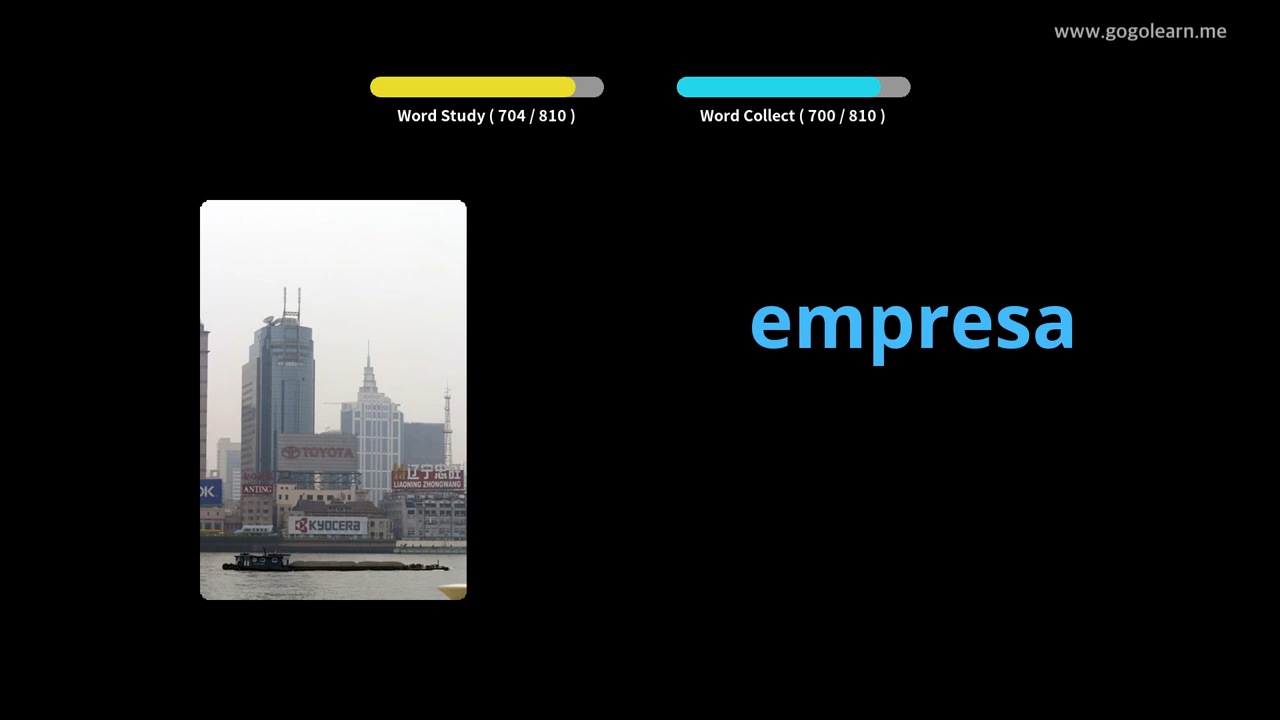 www.gogolearn.me
Word Study ( 704 / 810 )
Word Collect ( 700 / 810 )
empresa
TOYOTA
辽宁忠旺
LIAONING ZHONGWANG
ANTING
KYOCERA